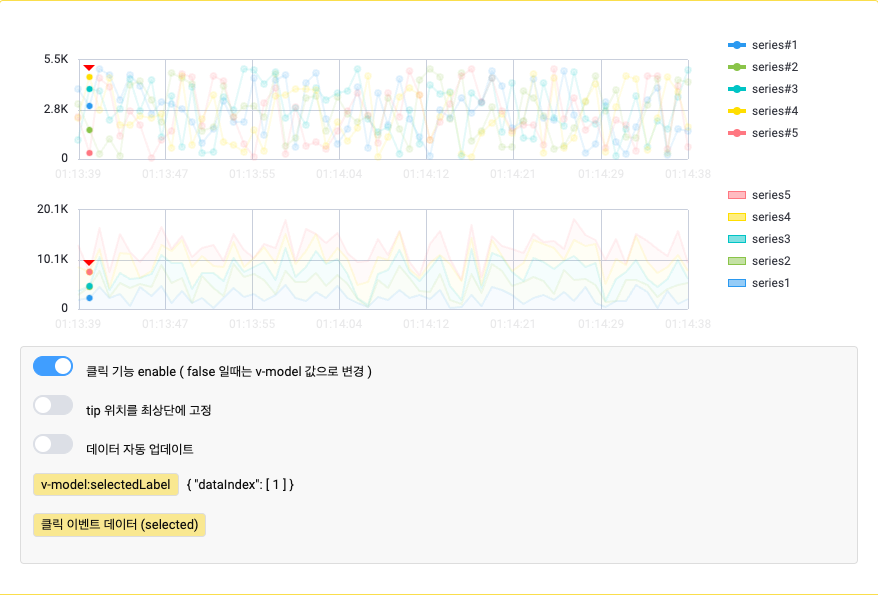 5.5K
2.8K
0
01:13:39 01:13:47 01:13:55 01:14:04 01:14:12 01:14:21 01:14:29 01:14:38
series#1
series#2
series#3
series#4
series#5
20.1K
10.1K
0
01:13:39 01:13:47 01:13:55 01:14:04 01:14:12 01:14:21 01:14:29 01:14:38
series5
series4
series3
series2
series1
클릭 기능 enable ( false 일때는 v-model 값으로 변경 )
tip 위치를 최상단에 고정
데이터 자동 업데이트
v-model:selectedLabel { "dataIndex": [ 1 ] }
클릭 이벤트 데이터 (selected)